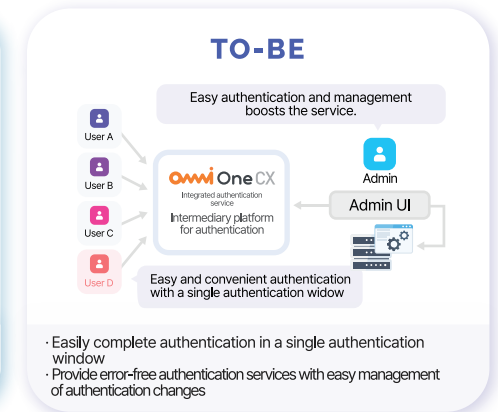 TO-BE
Easy authentication and management
boosts the service.
User A
User B
User C
User D
Omni One CX
Integrated authentication
service
Intermediary platform
for authentication
Admin
Admin UI
Easy and convenient authentication
with a single authentication widow
· Easily complete authentication in a single authentication
window
· Provide error-free authentication services with easy management
of authentication changes